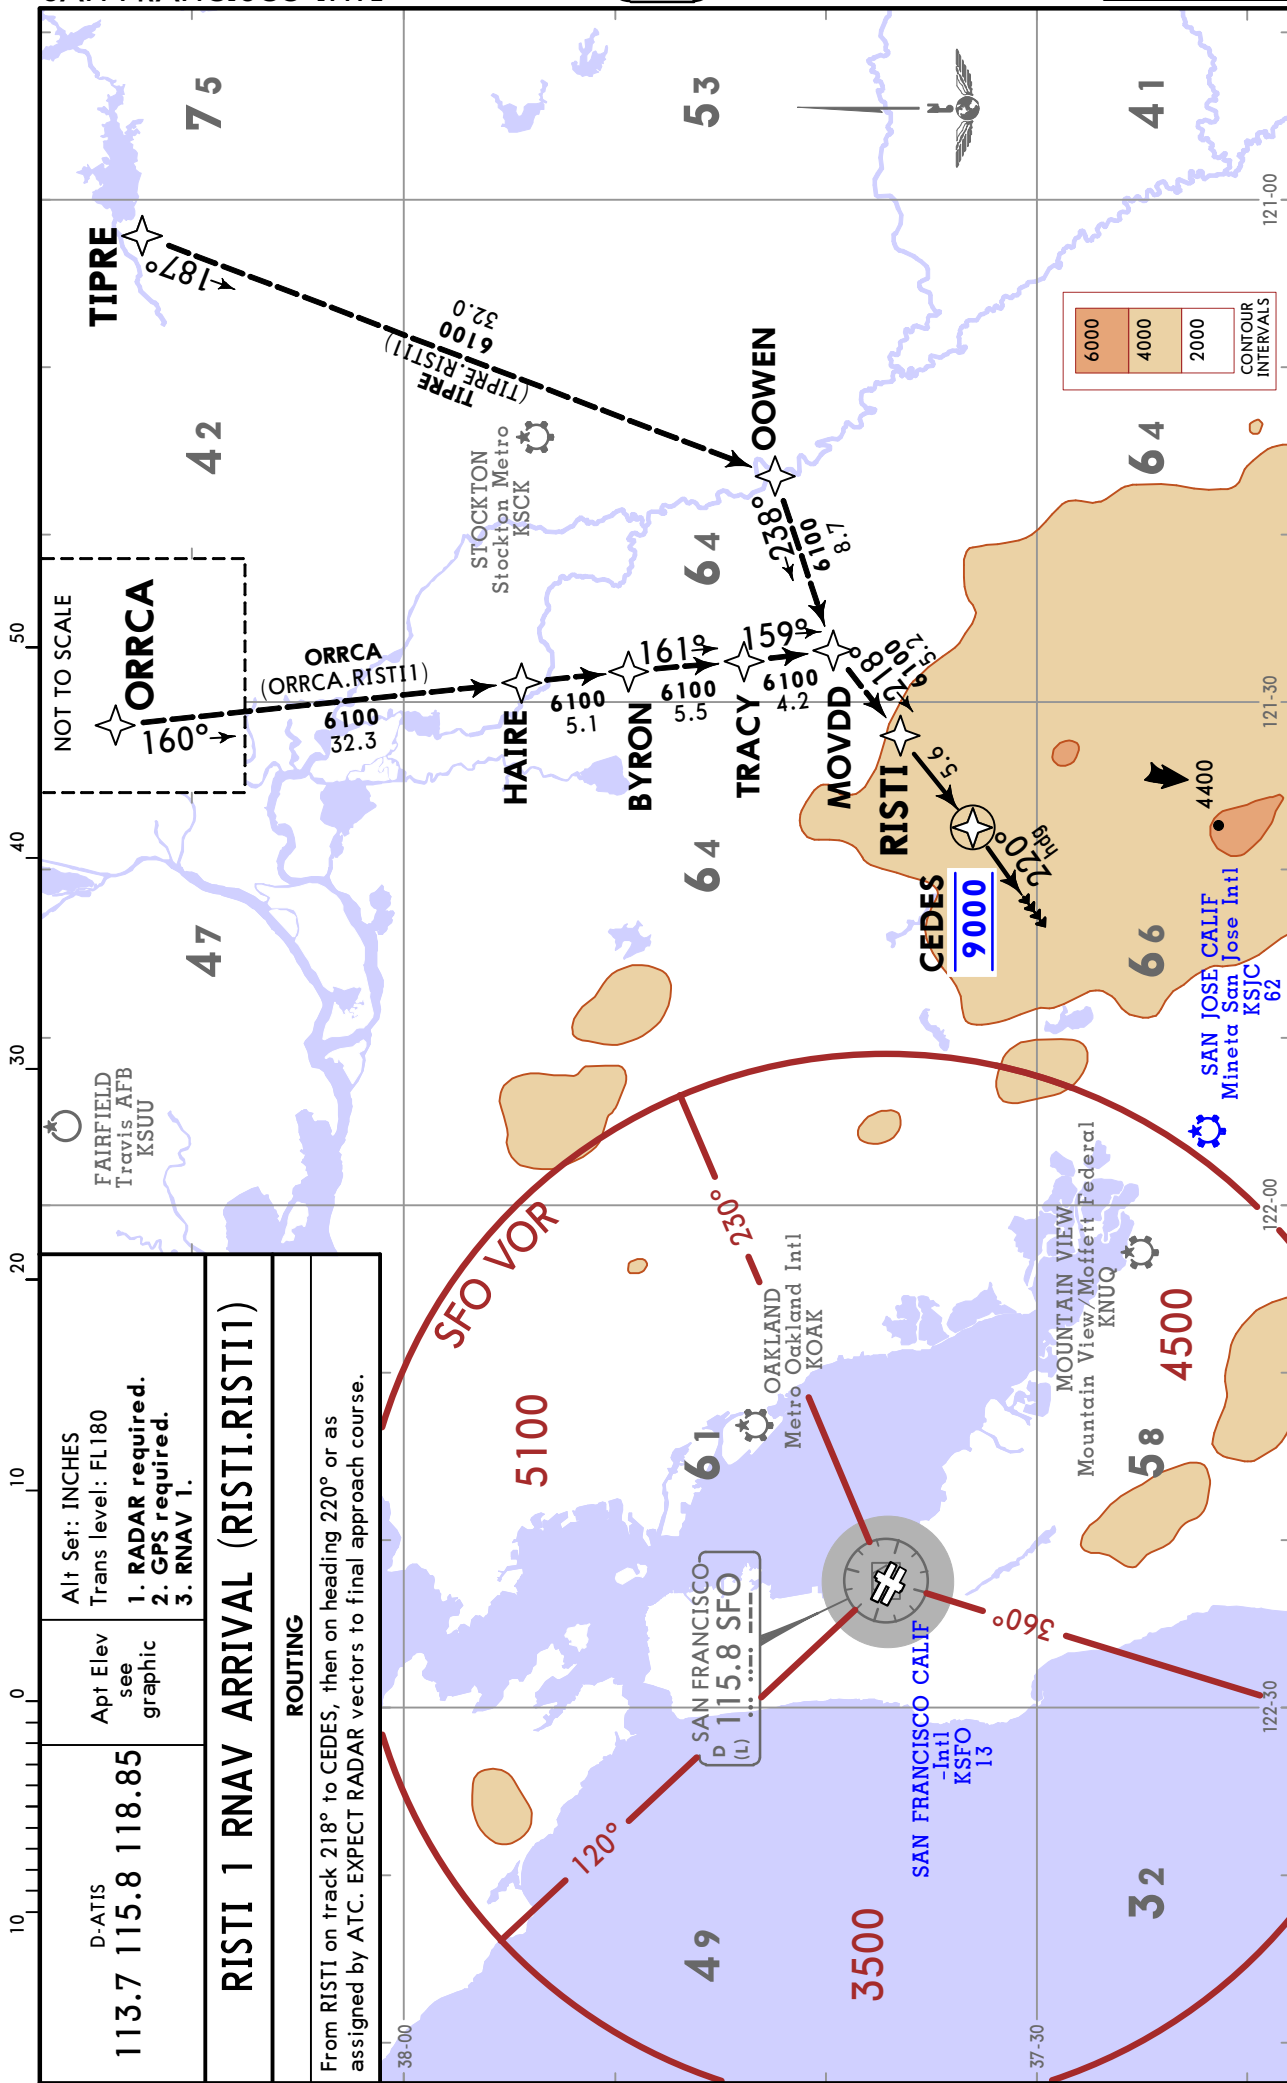 D-ATIS
113.7 115.8 118.85
Apt Elev
see
graphic
Alt Set: INCHES
Trans level: FL180
1. RADAR required.
2. GPS required.
3. RNAV 1.
RISTI 1 RNAV ARRIVAL (RISTI.RISTI1)
ROUTING
From RISTI on track 218° to CEDES, then on heading 220° or as
assigned by ATC. EXPECT RADAR vectors to final approach course.
10
0
10
20
30
40
50
FAIRFIELD
Travis AFB
KSUU
47
NOT TO SCALE
ORRCA
160°
ORRCA
(ORRCA.RISTI1)
6100
32.3
42
75
TIPRE
187°
TIPRE
(TIPRE.RISTI1)
6100
32.0
38-00
SFO VOR
5100
STOCKTON
Stockton Metro
KSCK
HAIRE
6100
5.1
BYRON
161°
6100
5.5
TRACY
159°
6100
4.2
MOVDD
OOWEN
238°
6100
8.7
218°
6100
5.2
RISTI
5.6
CEDES
9000
220°
hdg
49
61
64
64
53
120°
230°
360°
SAN FRANCISCO
D
(L)
115.8 SFO
OAKLAND
Metro Oakland Intl
KOAK
3500
SAN FRANCISCO CALIF
-Intl
KSFO
13
N
37-30
MOUNTAIN VIEW
Mountain View/Moffett Federal
KNUQ
4500
32
58
66
64
41
SAN JOSE CALIF
Mineta San Jose Intl
KSJC
62
4400
6000
4000
2000
CONTOUR
INTERVALS
122-30
122-00
121-30
121-00